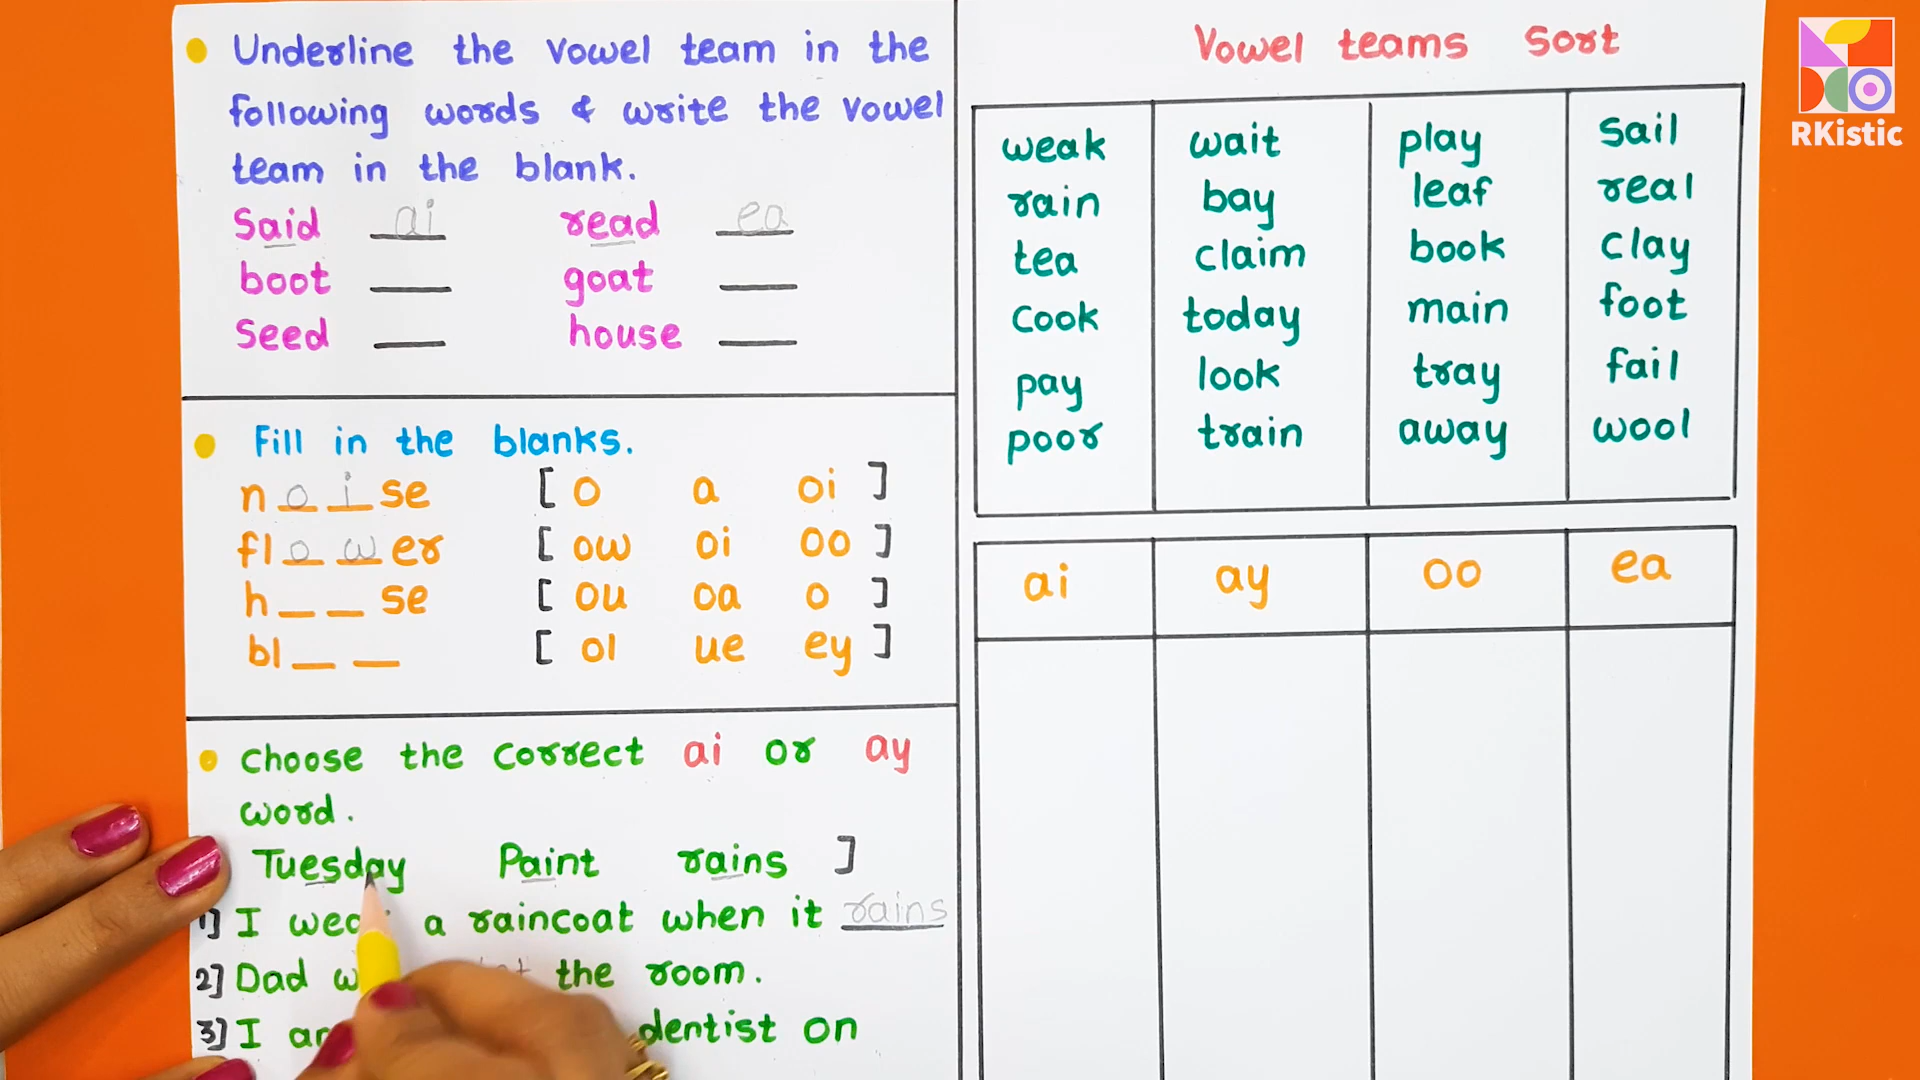 Underline the vowel team in the
following words & write the vowel
team in the blank.
Said ai read ea
boot ___ goat ___
Seed ___ house ___
Fill in the blanks.
n o i se [ o a oi ]
fl o w er [ ow oi oo ]
h _ _ se [ ou oa o ]
bl _ _ [ ol ue ey ]
Choose the correct ai or ay
word.
Tuesday Paint rains ]
1] I a raincoat when it rains
2] Dad the room.
3] I dentist on
Vowel teams Sort
weak wait play Sail
rain bay leaf real
tea claim book clay
Cook today main foot
pay look tray fail
poor train away wool
ai ay oo ea
RKistic